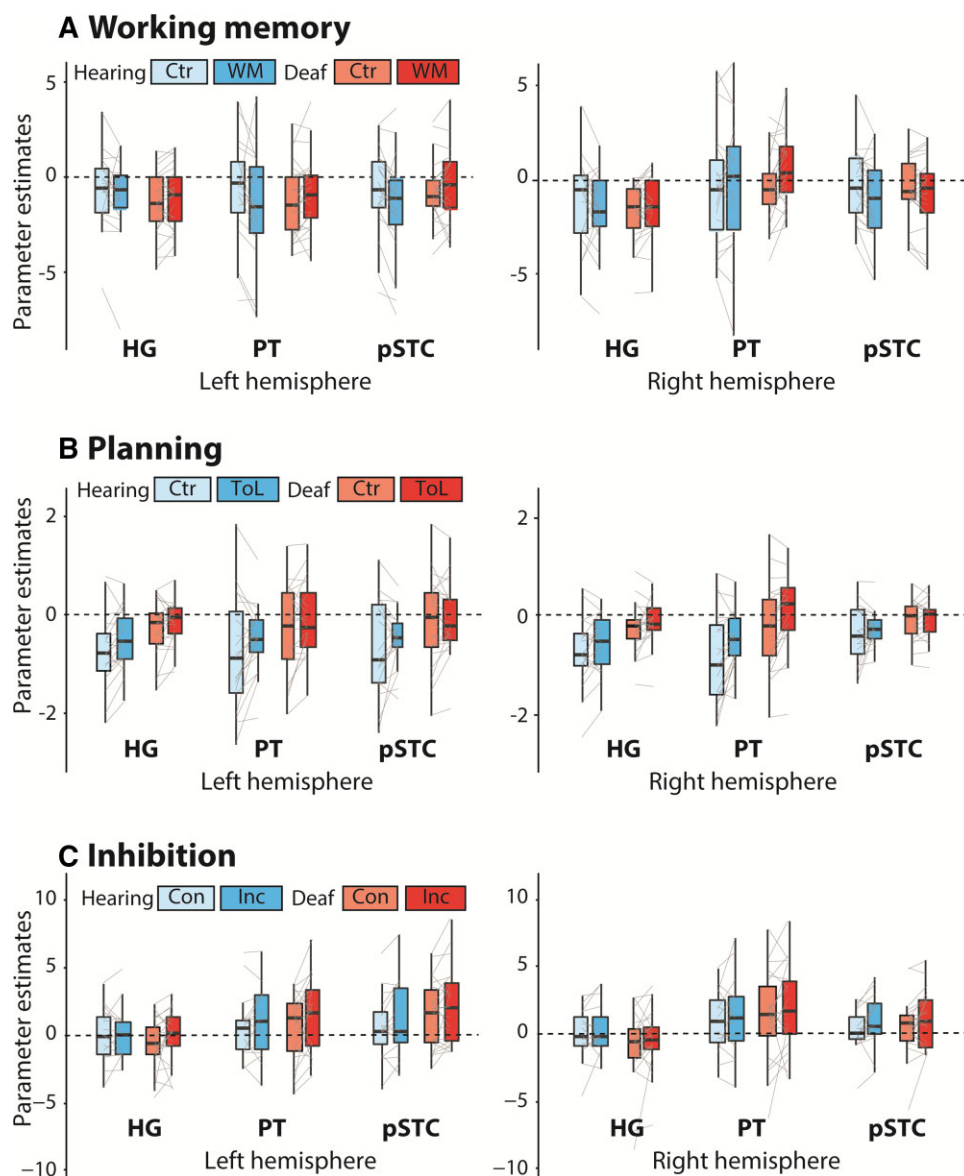 A Working memory
Hearing Ctr WM Deaf Ctr WM
Parameter estimates
5
0
-5
HG PT pSTC
Left hemisphere
5
0
-5
HG PT pSTC
Right hemisphere
B Planning
Hearing Ctr ToL Deaf Ctr ToL
Parameter estimates
2
0
-2
HG PT pSTC
Left hemisphere
2
0
-2
HG PT pSTC
Right hemisphere
C Inhibition
Hearing Con Inc Deaf Con Inc
Parameter estimates
10
5
0
−5
−10
HG PT pSTC
Left hemisphere
10
5
0
−5
−10
HG PT pSTC
Right hemisphere